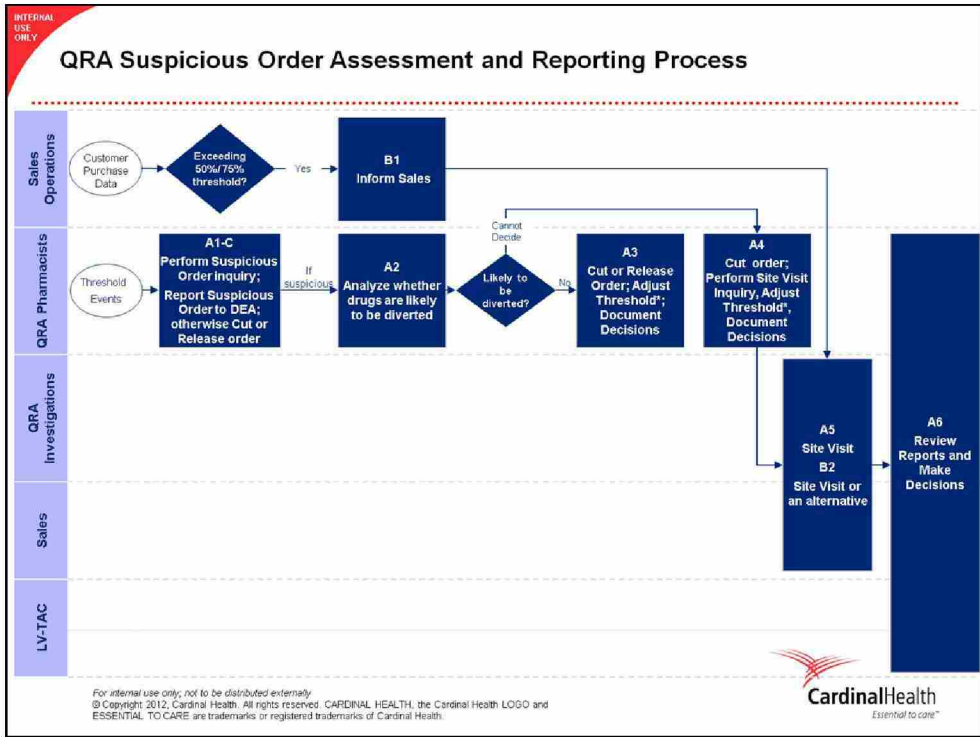 INTERNAL
USE
ONLY
QRA Suspicious Order Assessment and Reporting Process
Sales
Operations
Customer
Purchase
Data
Exceeding
50%/75%
threshold?
Yes
B1
Inform Sales
QRA Pharmacists
Threshold
Events
A1-C
Perform Suspicious
Order inquiry;
Report Suspicious
Order to DEA;
otherwise Cut or
Release order
If
suspicious
A2
Analyze whether
drugs are likely
to be diverted
Likely to
be
diverted?
Cannot
Decide
No
A3
Cut or Release
Order; Adjust
Threshold*;
Document
Decisions
A4
Cut order;
Perform Site Visit
Inquiry, Adjust
Threshold*,
Document
Decisions
QRA
Investigations
A5
Site Visit
B2
Site Visit or
an alternative
A6
Review
Reports and
Make
Decisions
Sales
LV-TAC
For internal use only; not to be distributed externally
© Copyright 2012, Cardinal Health. All rights reserved. CARDINAL HEALTH, the Cardinal Health LOGO and
ESSENTIAL TO CARE are trademarks or registered trademarks of Cardinal Health.
CardinalHealth
Essential to care™